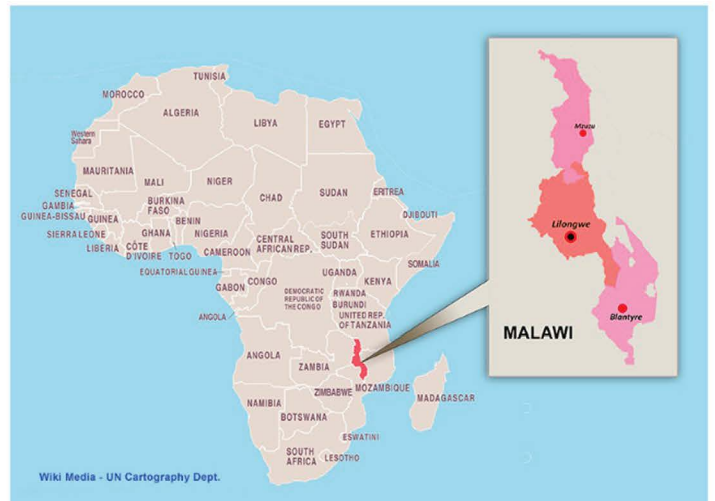 TUNISIA
MOROCCO
ALGERIA
LIBYA
EGYPT
Western
Sahara
MAURITANIA
MALI
NIGER
CHAD
SUDAN
ERITREA
SENEGAL
GAMBIA
GUINEA-BISSAU
GUINEA
BURKINA
FASO
BENIN
DJIBOUTI
SIERRA LEONE
GHANA
NIGERIA
CENTRAL
AFRICAN REP.
SOUTH
SUDAN
ETHIOPIA
LIBERIA
CÔTE
D'IVOIRE
TOGO
CAMEROON
SOMALIA
EQUATORIAL GUINEA
GABON
CONGO
UGANDA
KENYA
DEMOCRATIC
REPUBLIC OF
THE CONGO
RWANDA
BURUNDI
UNITED REP.
OF TANZANIA
ANGOLA
ANGOLA
ZAMBIA
MOZAMBIQUE
ZIMBABWE
MADAGASCAR
NAMIBIA
BOTSWANA
ESWATINI
SOUTH
AFRICA
LESOTHO
Wiki Media - UN Cartography Dept.
Mzuzu
Lilongwe
Blantyre
MALAWI